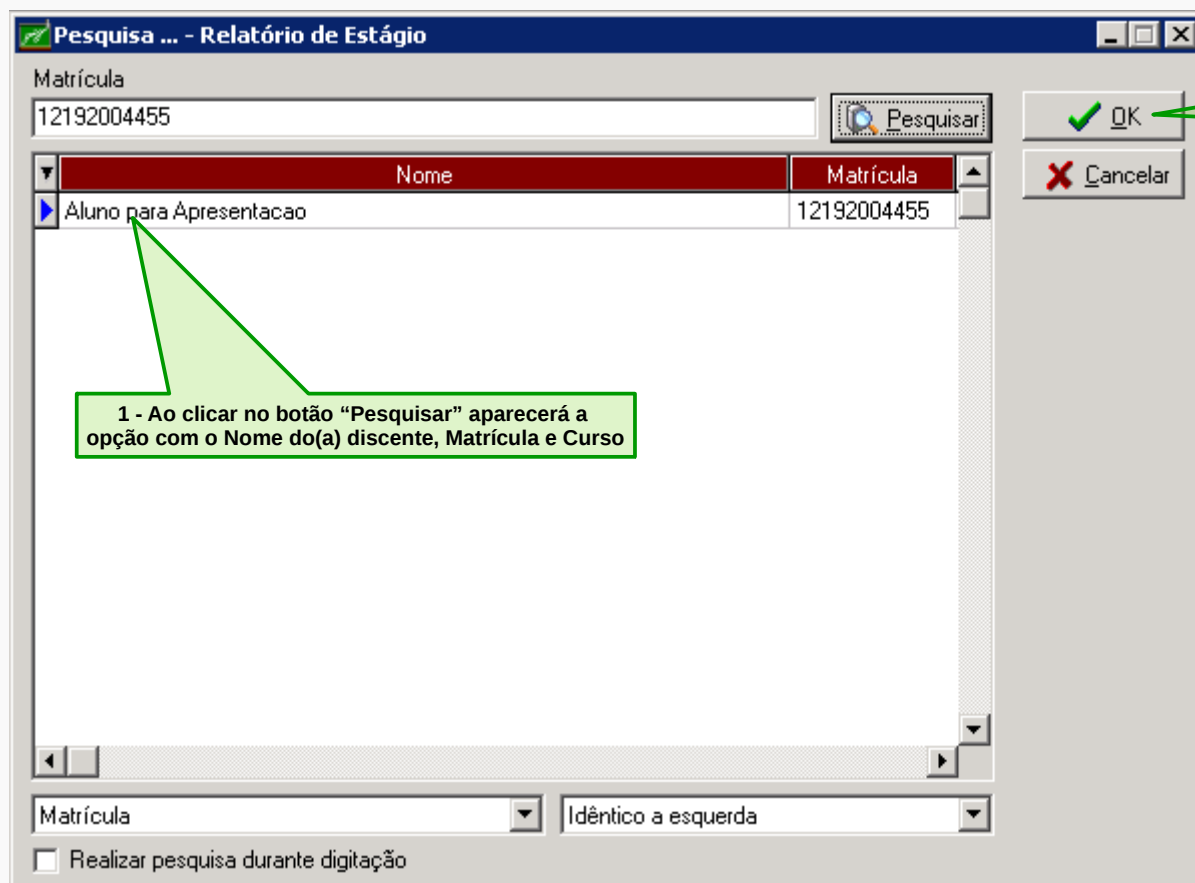 Pesquisa ... - Relatório de Estágio
Matrícula
12192004455
Pesquisar
OK
Cancelar
Nome
Matrícula
Aluno para Apresentacao
12192004455
1 - Ao clicar no botão “Pesquisar” aparecerá a
opção com o Nome do(a) discente, Matrícula e Curso
Matrícula
Idêntico a esquerda
Realizar pesquisa durante digitação